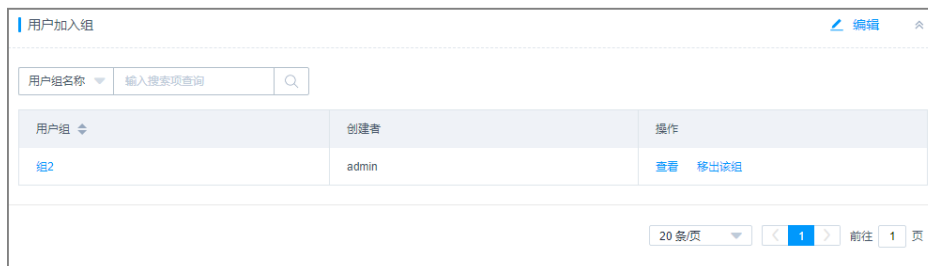 用户加入组 编辑
用户组名称 输入搜索项查询
用户组 创建者 操作
组2 admin 查看 移出该组
20 条/页 1 前往 1 页